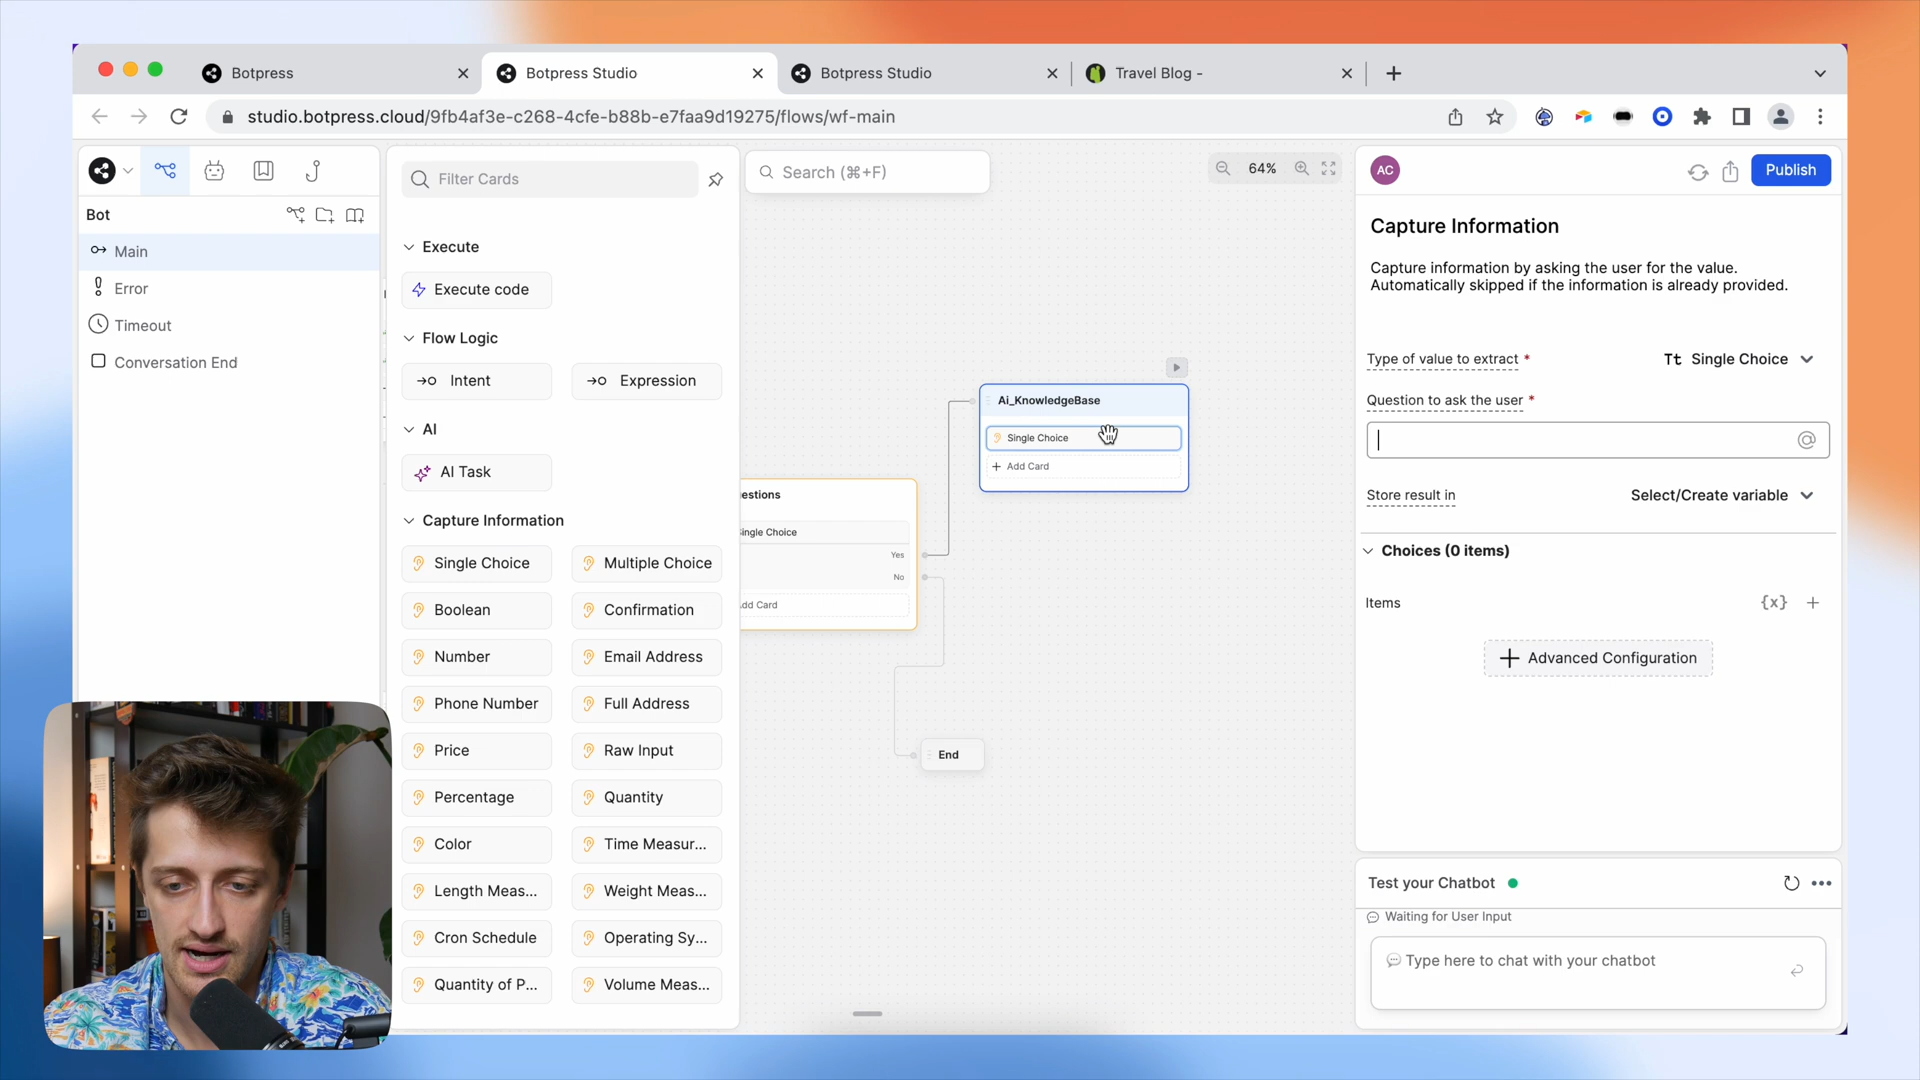 Botpress
Botpress Studio
Botpress Studio
Travel Blog -
studio.botpress.cloud/9fb4af3e-c268-4cfe-b88b-e7faa9d19275/flows/wf-main
Bot
Main
Error
Timeout
Conversation End
Filter Cards
Execute
Execute code
Flow Logic
Intent
Expression
AI
AI Task
Capture Information
Single Choice
Multiple Choice
Boolean
Confirmation
Number
Email Address
Phone Number
Full Address
Price
Raw Input
Percentage
Quantity
Color
Time Measur...
Length Meas...
Weight Meas...
Cron Schedule
Operating Sy...
Quantity of P...
Volume Meas...
Search (⌘+F)
64%
Ai_KnowledgeBase
Single Choice
+ Add Card
estions
Single Choice
Yes
No
dd Card
End
AC
Publish
Capture Information
Capture information by asking the user for the value.
Automatically skipped if the information is already provided.
Type of value to extract *
Tt Single Choice
Question to ask the user *
@
Store result in
Select/Create variable
Choices (0 items)
Items
{x} +
+ Advanced Configuration
Test your Chatbot
Waiting for User Input
Type here to chat with your chatbot